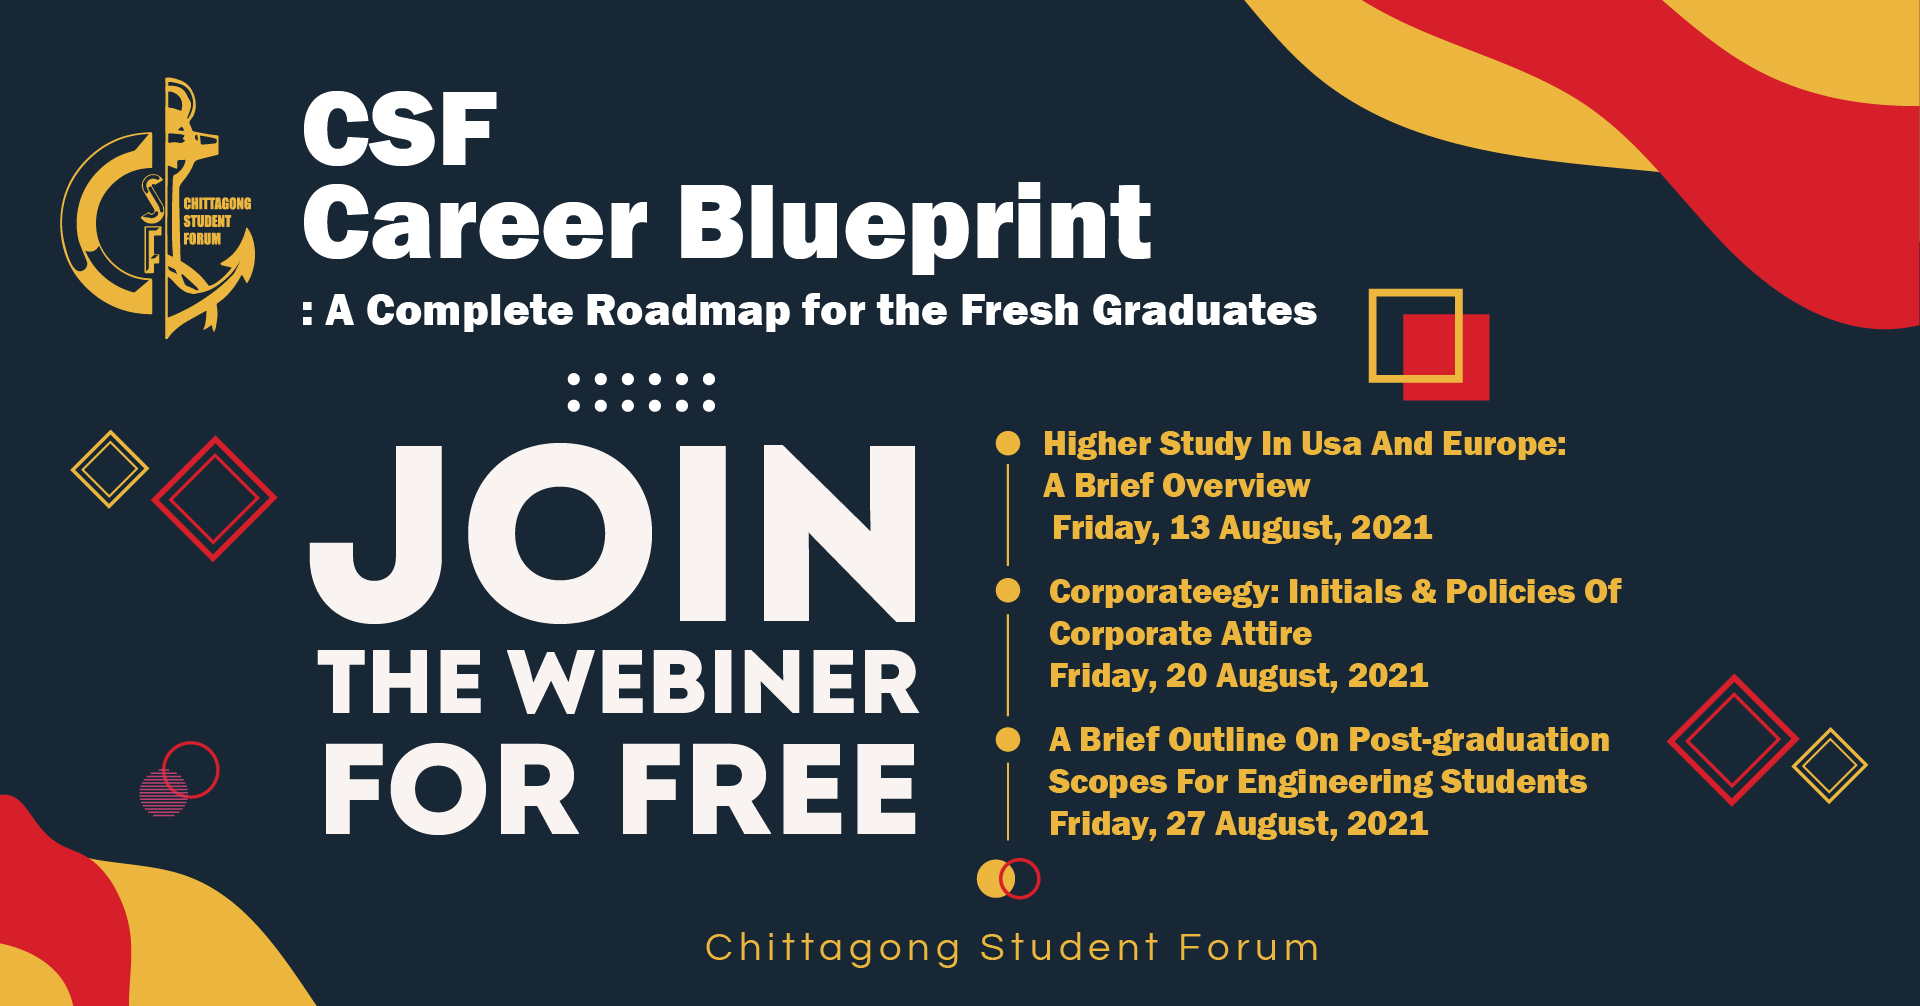 CSF
Career Blueprint
: A Complete Roadmap for the Fresh Graduates
S
F
CHITTAGONG
STUDENT
FORUM
JOIN
THE WEBINER
FOR FREE
Higher Study In Usa And Europe:
A Brief Overview
Friday, 13 August, 2021
Corporateegy: Initials & Policies Of
Corporate Attire
Friday, 20 August, 2021
A Brief Outline On Post-graduation
Scopes For Engineering Students
Friday, 27 August, 2021
Chittagong Student Forum